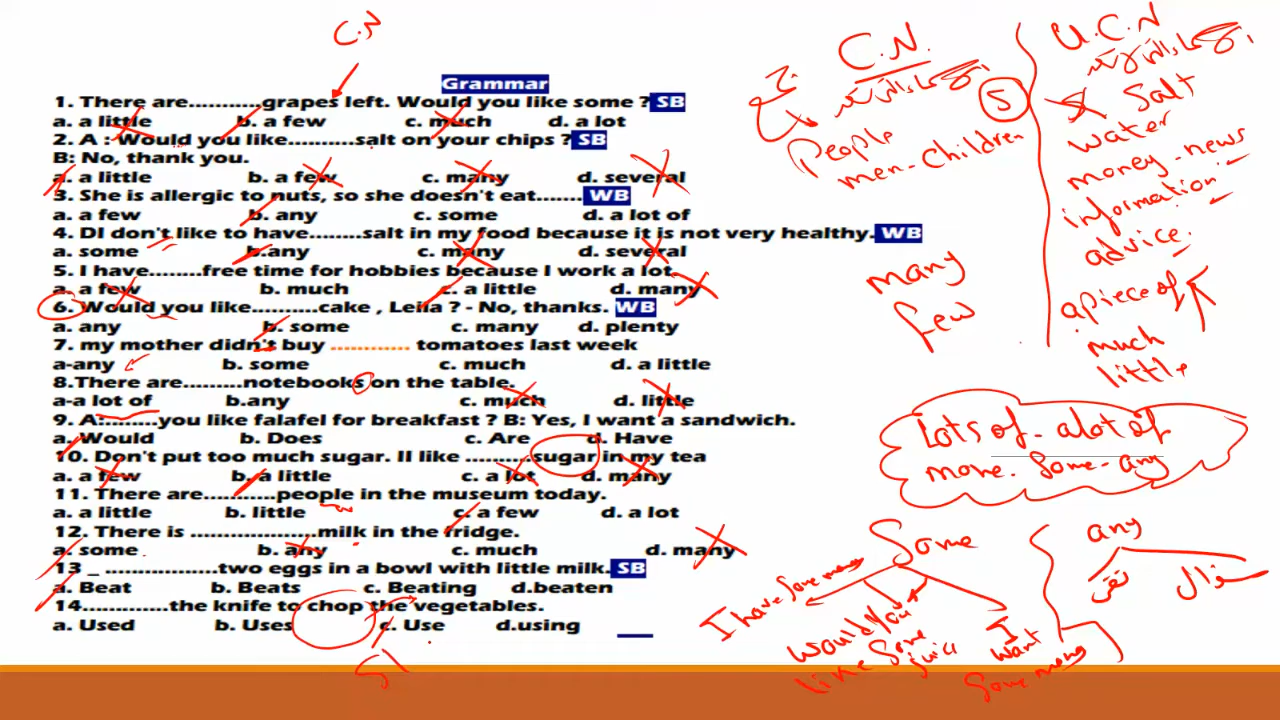 C.N
Grammar
1. There are...........grapes left. Would you like some ? SB
a. a little b. a few c. much d. a lot
2. A : Would you like..........salt on your chips ? SB
B: No, thank you.
a. a little b. a few c. many d. several
3. She is allergic to nuts, so she doesn't eat....... WB
a. a few b. any c. some d. a lot of
4. DI don't like to have........salt in my food because it is not very healthy. WB
a. some b.any c. many d. several
5. I have........free time for hobbies because I work a lot.
a. a few b. much c. a little d. many
6. Would you like..........cake , Leila ? - No, thanks. WB
a. any b. some c. many d. plenty
7. my mother didn't buy ............ tomatoes last week
a-any b. some c. much d. a little
8.There are.........notebooks on the table.
a-a lot of b.any c. much d. little
9. A:.........you like falafel for breakfast ? B: Yes, I want a sandwich.
a. Would b. Does c. Are d. Have
10. Don't put too much sugar. II like ..........sugar in my tea
a. a few b. a little c. a lot d. many
11. There are...........people in the museum today.
a. a little b. little c. a few d. a lot
12. There is ...................milk in the fridge.
a. some b. any c. much d. many
13 _ .................two eggs in a bowl with little milk. SB
a. Beat b. Beats c. Beating d.beaten
14.............the knife to chop the vegetables.
a. Used b. Uses c. Use d.using
C.N.
S
People
men - children
many
few
U.C.N
Salt
water
money - news
information
advice.
a piece of
much
little
Lots of - a lot of
more. Some - any
Some
I have Some money
would you
like Some
juice
I
want
Some money
any
نفى
سؤال